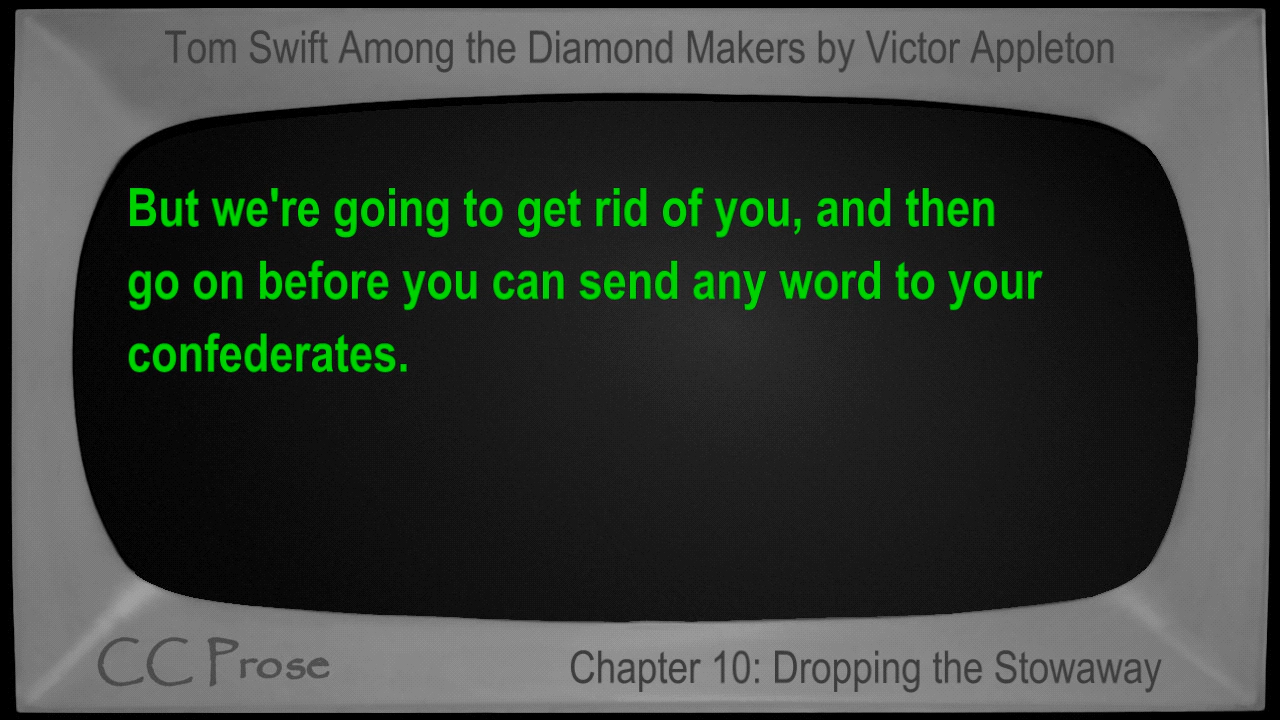 Tom Swift Among the Diamond Makers by Victor Appleton
But we're going to get rid of you, and then
go on before you can send any word to your
confederates.
CC Prose
Chapter 10: Dropping the Stowaway